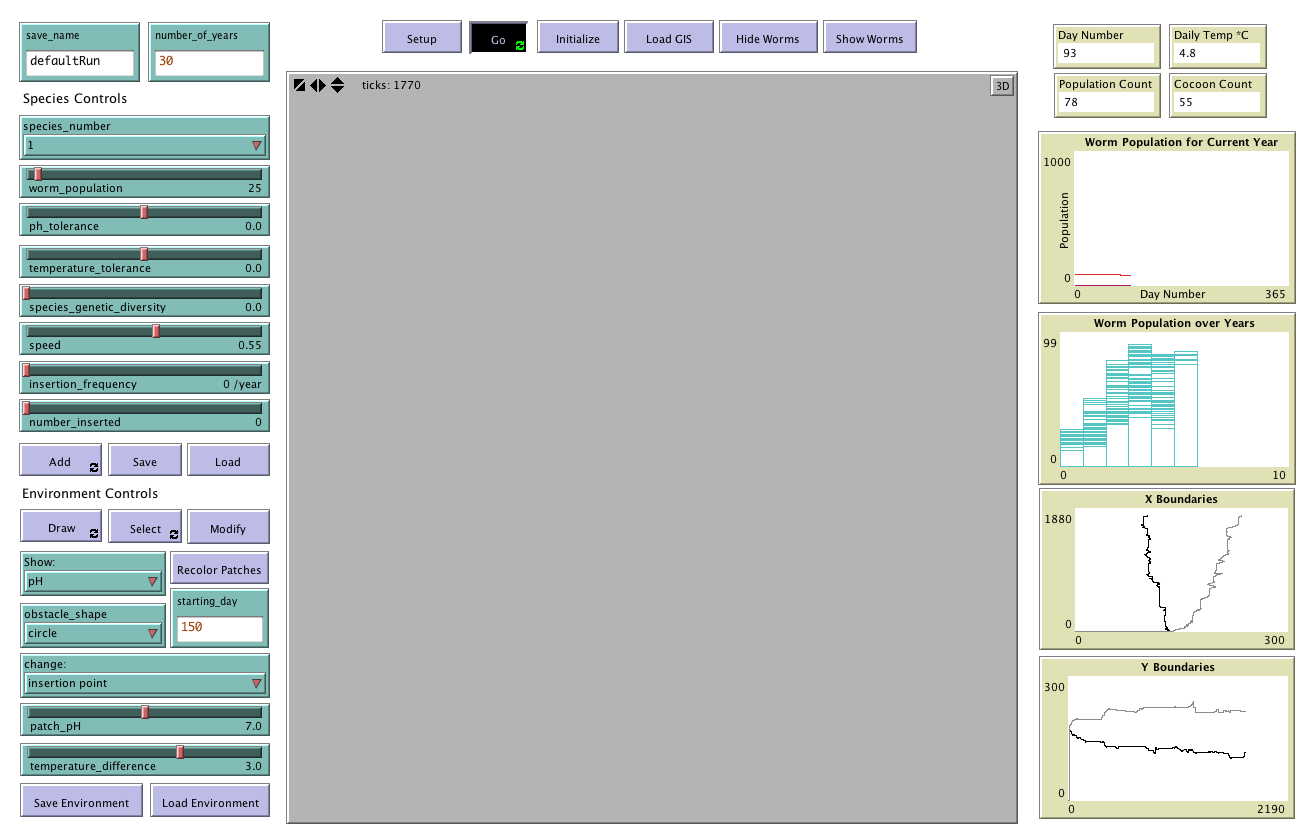 save_name
defaultRun
number_of_years
30
Setup
Go
Initialize
Load GIS
Hide Worms
Show Worms
Day Number
93
Daily Temp *C
4.8
Population Count
78
Cocoon Count
55
Species Controls
species_number
1
worm_population 25
ph_tolerance 0.0
temperature_tolerance 0.0
species_genetic_diversity 0.0
speed 0.55
insertion_frequency 0 /year
number_inserted 0
Add
Save
Load
Environment Controls
Draw
Select
Modify
Show:
pH
Recolor Patches
obstacle_shape
circle
starting_day
150
change:
insertion point
patch_pH 7.0
temperature_difference 3.0
Save Environment
Load Environment
ticks: 1770
3D
Worm Population for Current Year
1000
Population
0
0 Day Number 365
Worm Population over Years
99
0
0 10
X Boundaries
1880
0
0 300
Y Boundaries
300
0
0 2190